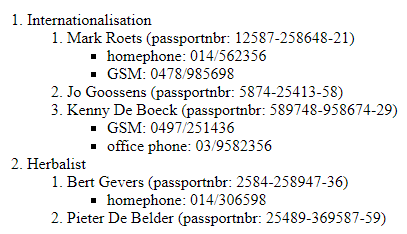 1. Internationalisation
1. Mark Roets (passportnbr: 12587-258648-21)
▪ homephone: 014/562356
▪ GSM: 0478/985698
2. Jo Goossens (passportnbr: 5874-25413-58)
3. Kenny De Boeck (passportnbr: 589748-958674-29)
▪ GSM: 0497/251436
▪ office phone: 03/9582356
2. Herbalist
1. Bert Gevers (passportnbr: 2584-258947-36)
▪ homephone: 014/306598
2. Pieter De Belder (passportnbr: 25489-369587-59)